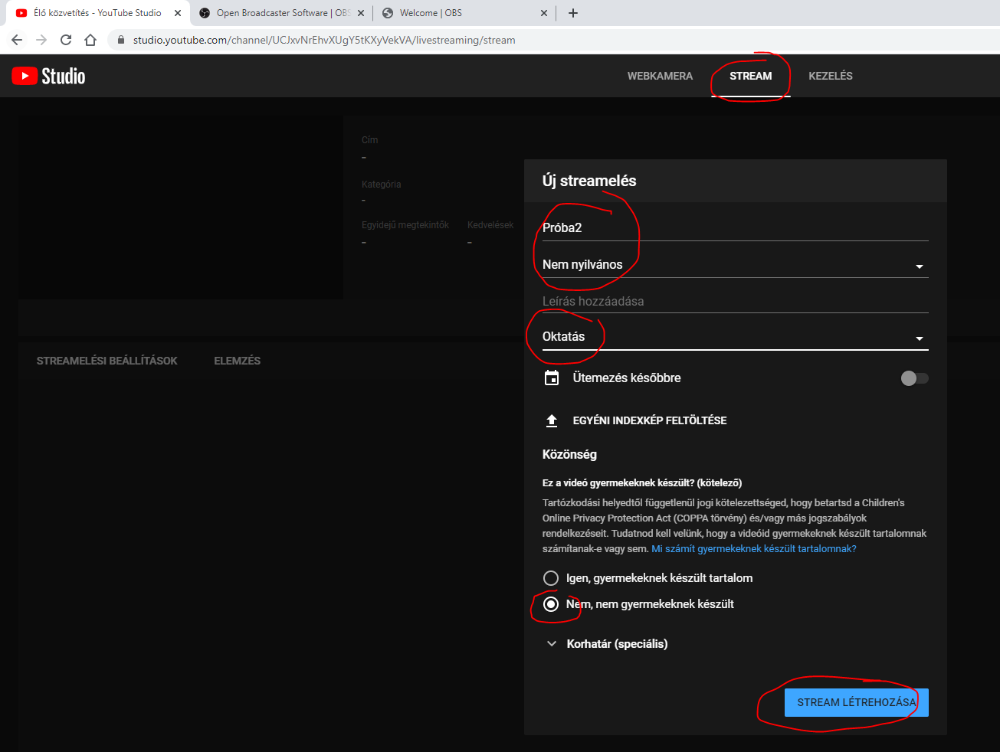 Élő közvetítés - YouTube Studio
Open Broadcaster Software | OBS
Welcome | OBS
studio.youtube.com/channel/UCJxvNrEhvXUgY5tKXyVekVA/livestreaming/stream
Studio
WEBKAMERA
STREAM
KEZELÉS
Cím
–
Kategória
-
Egyidejű megtekintők
Kedvelések
–
–
STREAMELÉSI BEÁLLÍTÁSOK
ELEMZÉS
Új streamelés
Próba2
Nem nyilvános
Leírás hozzáadása
Oktatás
Ütemezés későbbre
EGYÉNI INDEXKÉP FELTÖLTÉSE
Közönség
Ez a videó gyermekeknek készült? (kötelező)
Tartózkodási helyedtől függetlenül jogi kötelezettséged, hogy betartsd a Children's
Online Privacy Protection Act (COPPA törvény) és/vagy más jogszabályok
rendelkezéseit. Tudatnod kell velünk, hogy a videóid gyermekeknek készült tartalomnak
számítanak-e vagy sem. Mi számít gyermekeknek készült tartalomnak?
Igen, gyermekeknek készült tartalom
Nem, nem gyermekeknek készült
Korhatár (speciális)
STREAM LÉTREHOZÁSA